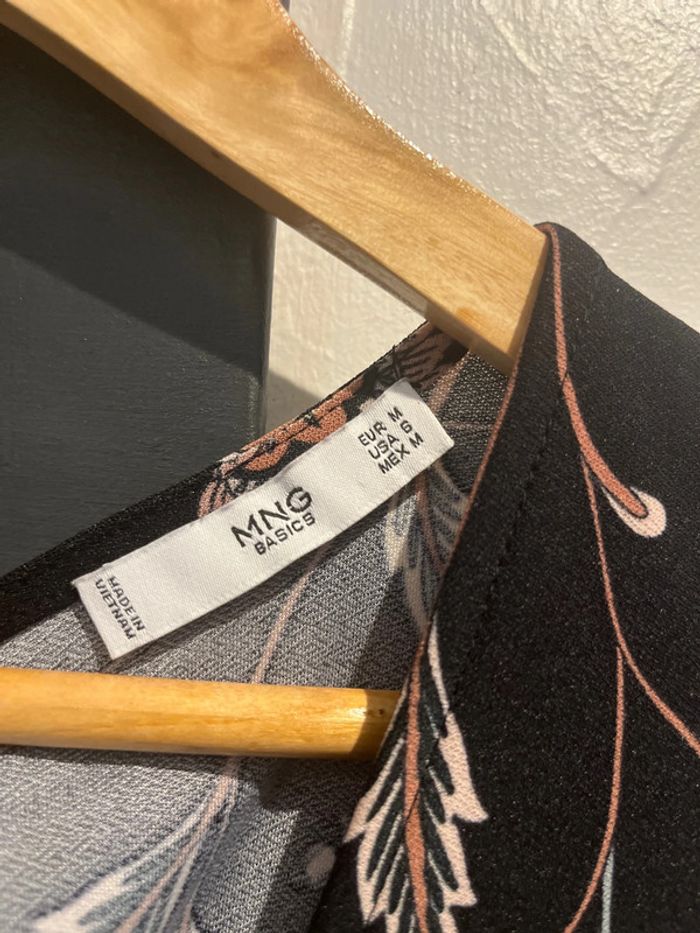 MADE IN
VIETNAM
MNG
BASICS
EUR M
USA 6
MEX M